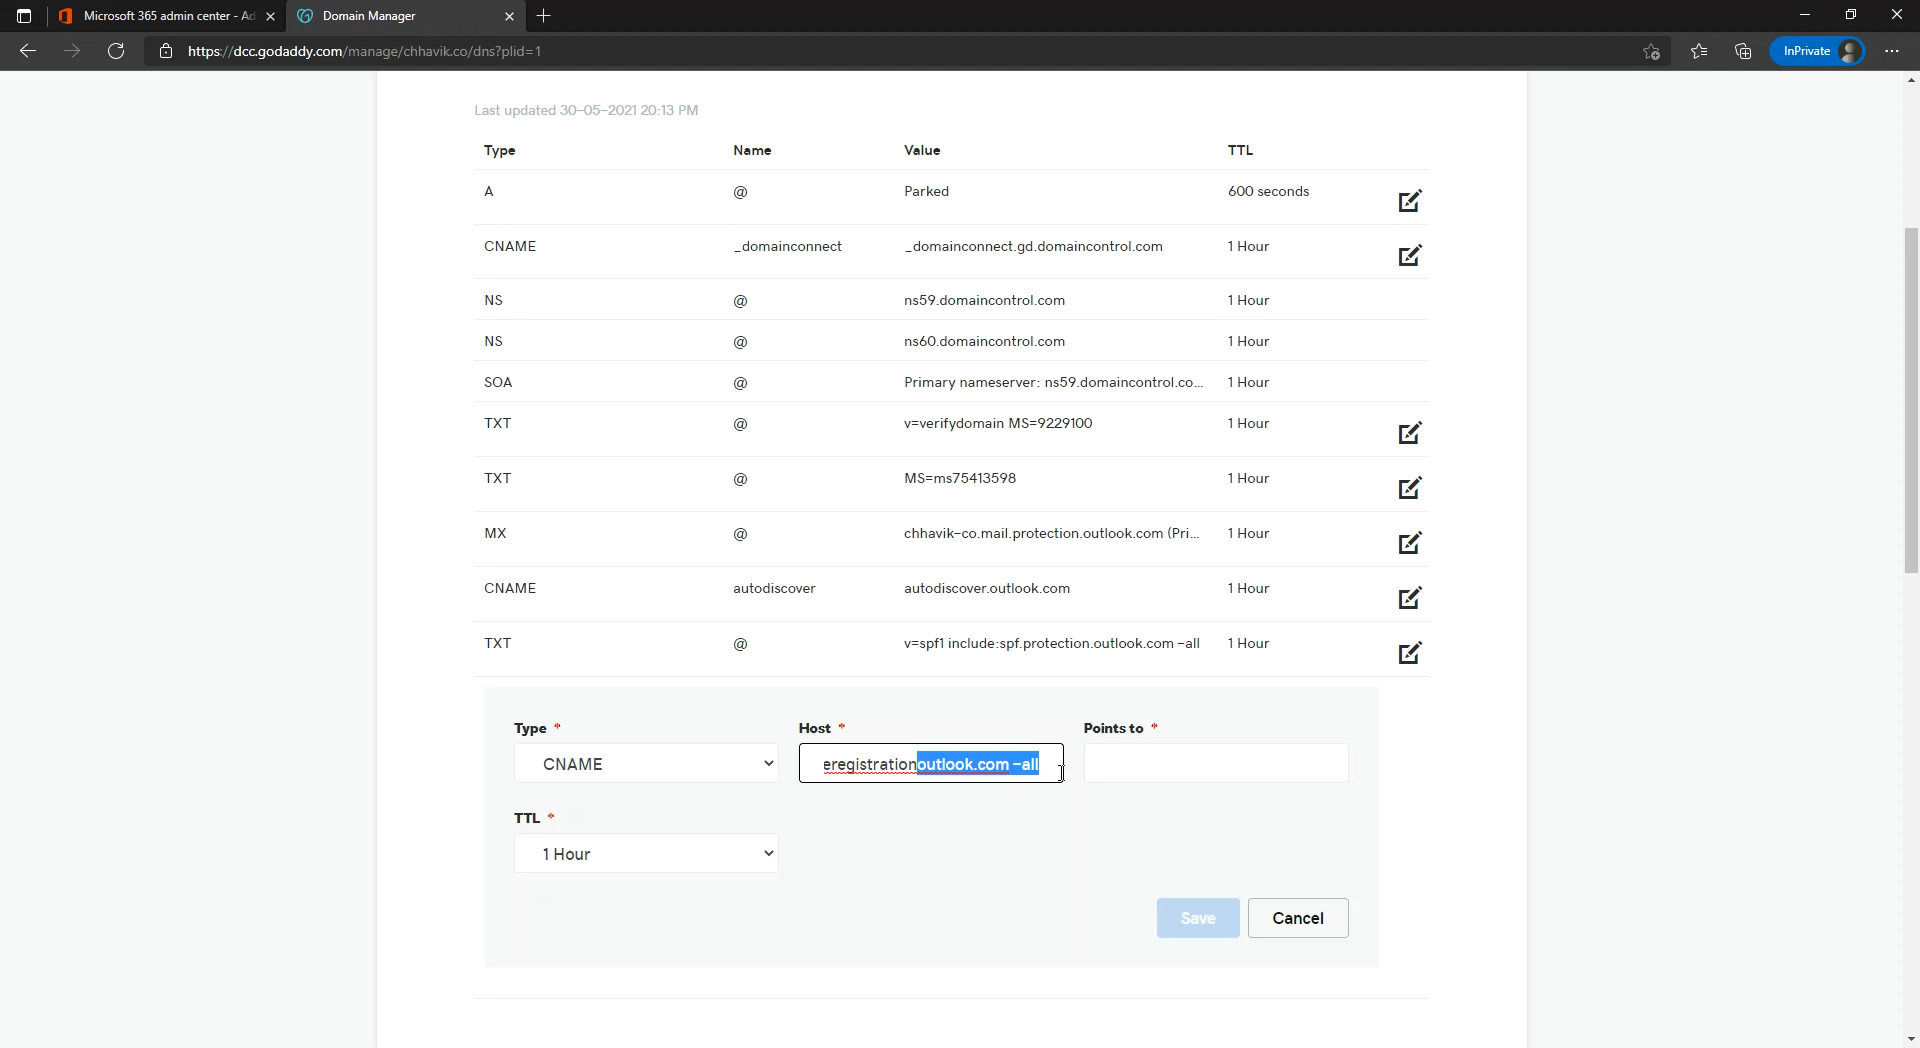 Microsoft 365 admin center - Ad
Domain Manager
https://dcc.godaddy.com/manage/chhavik.co/dns?plid=1
InPrivate
Last updated 30-05-2021 20:13 PM
Type Name Value TTL
A @ Parked 600 seconds
CNAME _domainconnect _domainconnect.gd.domaincontrol.com 1 Hour
NS @ ns59.domaincontrol.com 1 Hour
NS @ ns60.domaincontrol.com 1 Hour
SOA @ Primary nameserver: ns59.domaincontrol.co... 1 Hour
TXT @ v=verifydomain MS=9229100 1 Hour
TXT @ MS=ms75413598 1 Hour
MX @ chhavik-co.mail.protection.outlook.com (Pri... 1 Hour
CNAME autodiscover autodiscover.outlook.com 1 Hour
TXT @ v=spf1 include:spf.protection.outlook.com -all 1 Hour
Type * Host * Points to *
CNAME eregistrationoutlook.com -all
TTL *
1 Hour
Save Cancel